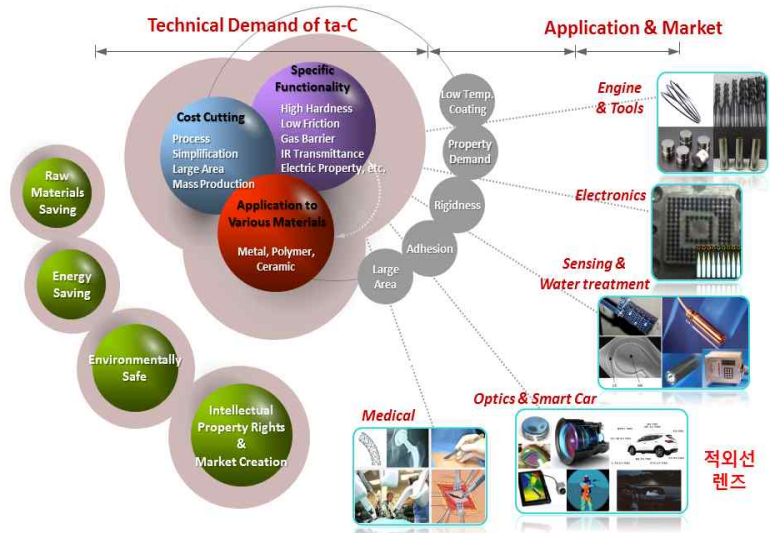 Technical Demand of ta-C
Application & Market
Specific
Functionality
High Hardness
Low Friction
Gas Barrier
IR Transmittance
Electric Property, etc.
Cost Cutting
Process
Simplification
Large Area
Mass Production
Application to
Various Materials
Metal, Polymer,
Ceramic
Low Temp.
Coating
Property
Demand
Rigidness
Adhesion
Large
Area
Raw
Materials
Saving
Energy
Saving
Environmentally
Safe
Intellectual
Property Rights
&
Market Creation
Engine
& Tools
Electronics
Sensing &
Water treatment
Optics & Smart Car
Medical
적외선
렌즈